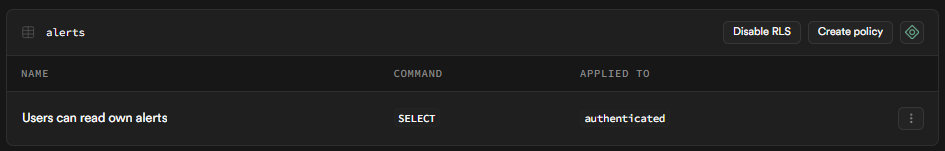 alerts Disable RLS Create policy
NAME COMMAND APPLIED TO
Users can read own alerts SELECT authenticated